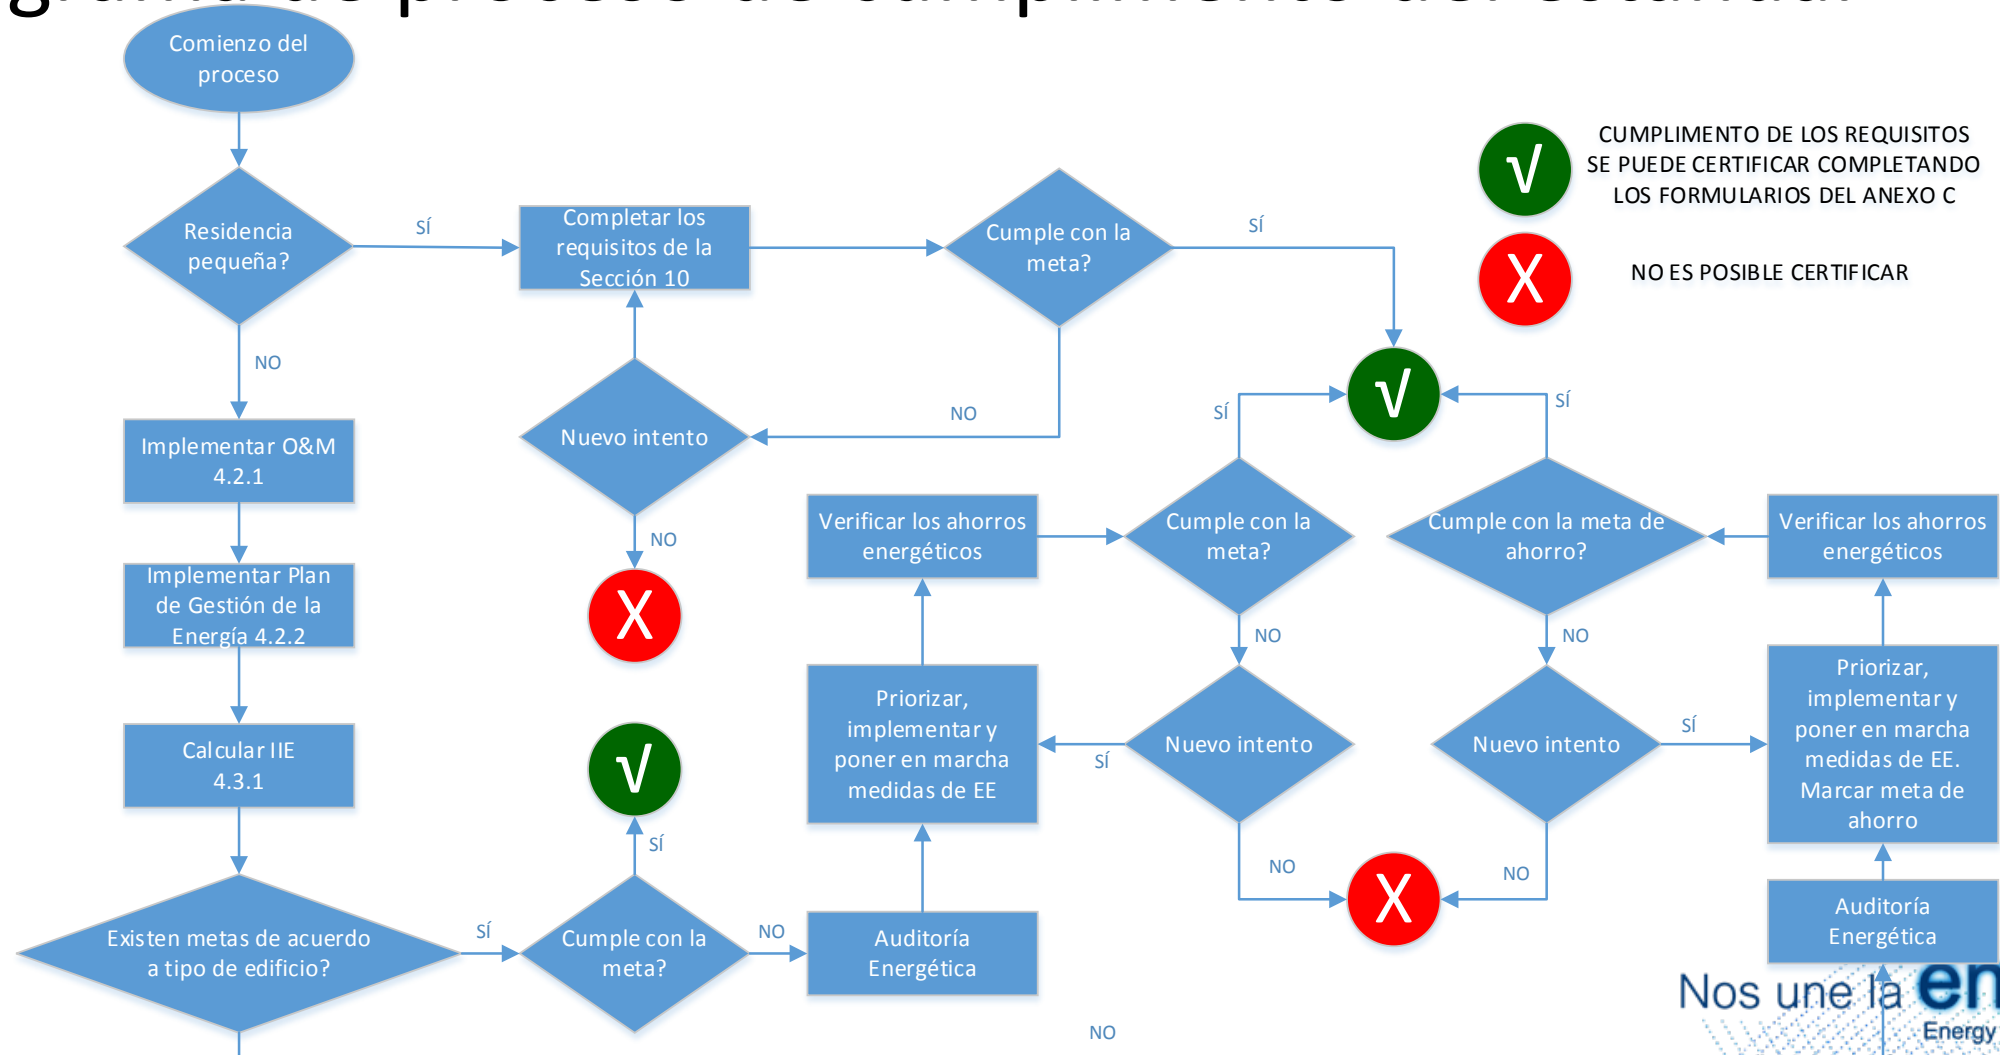 Comienzo del
proceso
CUMPLIMENTO DE LOS REQUISITOS
SE PUEDE CERTIFICAR COMPLETANDO
LOS FORMULARIOS DEL ANEXO C
NO ES POSIBLE CERTIFICAR
√
X
Residencia
pequeña?
SÍ
Completar los
requisitos de la
Sección 10
Cumple con la
meta?
SÍ
NO
NO
Nuevo intento
NO
X
√
SÍ
SÍ
Implementar O&M
4.2.1
Implementar Plan
de Gestión de la
Energía 4.2.2
Calcular IIE
4.3.1
Existen metas de acuerdo
a tipo de edificio?
SÍ
Cumple con la
meta?
SÍ
√
NO
Auditoría
Energética
Priorizar,
implementar y
poner en marcha
medidas de EE
Verificar los ahorros
energéticos
Cumple con la
meta?
NO
Nuevo intento
SÍ
NO
X
Cumple con la meta de
ahorro?
NO
Nuevo intento
SÍ
NO
Verificar los ahorros
energéticos
Priorizar,
implementar y
poner en marcha
medidas de EE.
Marcar meta de
ahorro
Auditoría
Energética
NO
Nos une la en
Energy